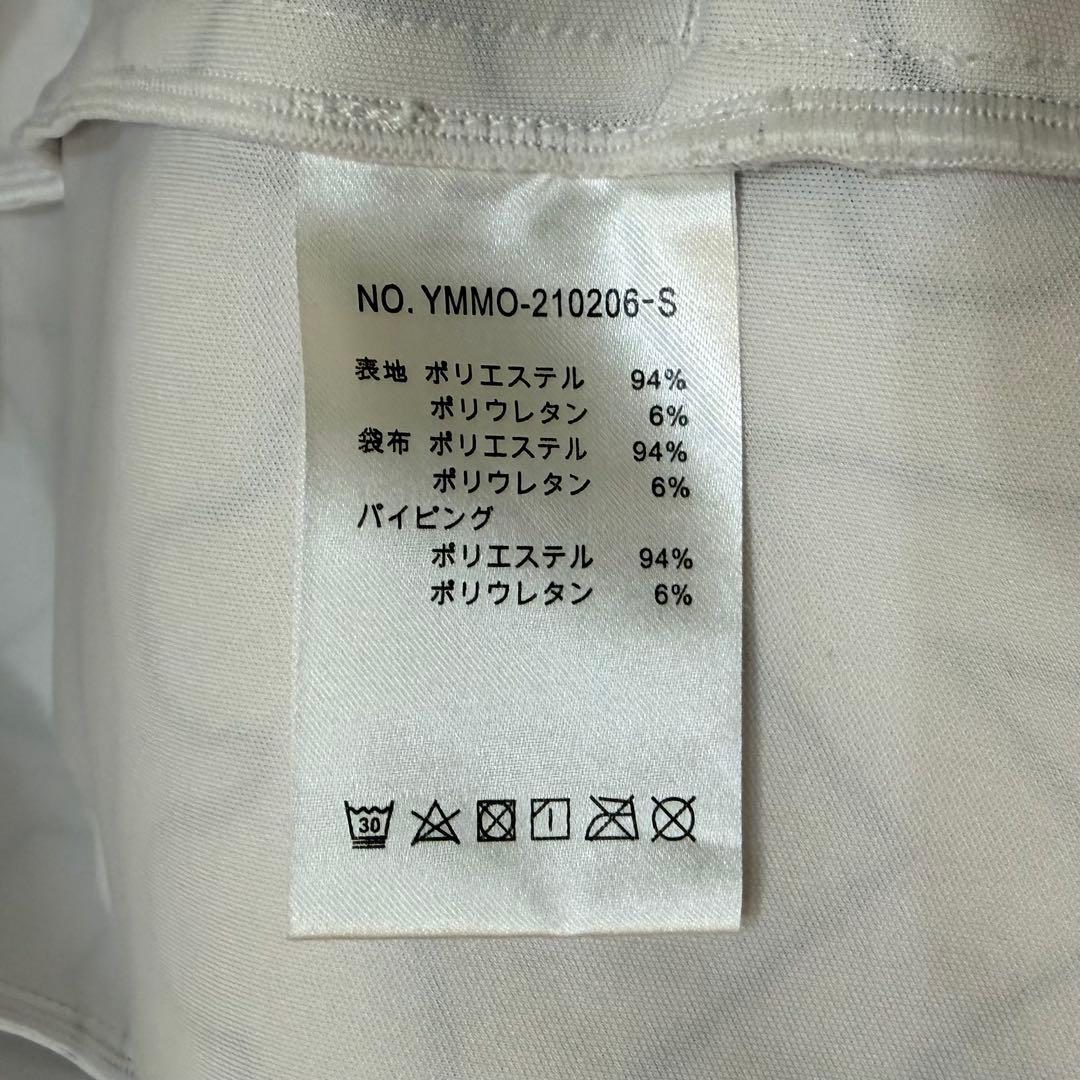 NO. YMMO-210206-S
表地 ポリエステル 94%
ポリウレタン 6%
袋布 ポリエステル 94%
ポリウレタン 6%
パイピング
ポリエステル 94%
ポリウレタン 6%
30